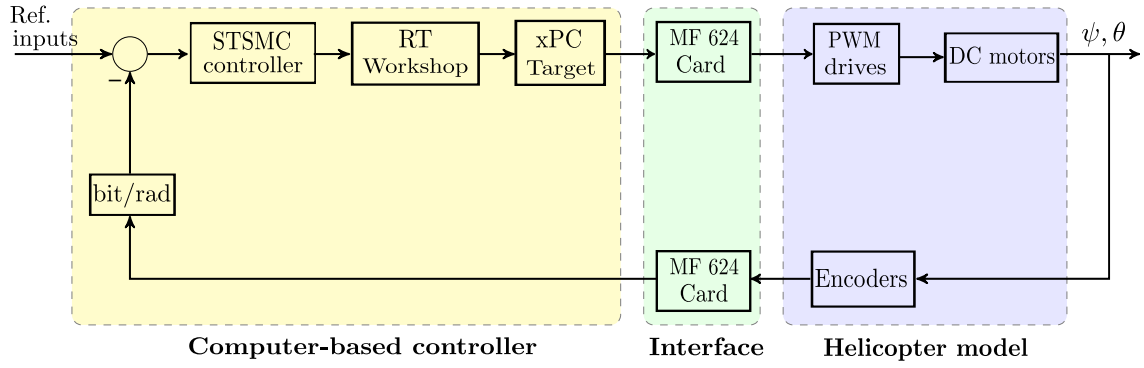 Ref.
inputs
−
STSMC
controller
RT
Workshop
xPC
Target
MF 624
Card
PWM
drives
DC motors
ψ, θ
bit/rad
MF 624
Card
Encoders
Computer-based controller
Interface
Helicopter model